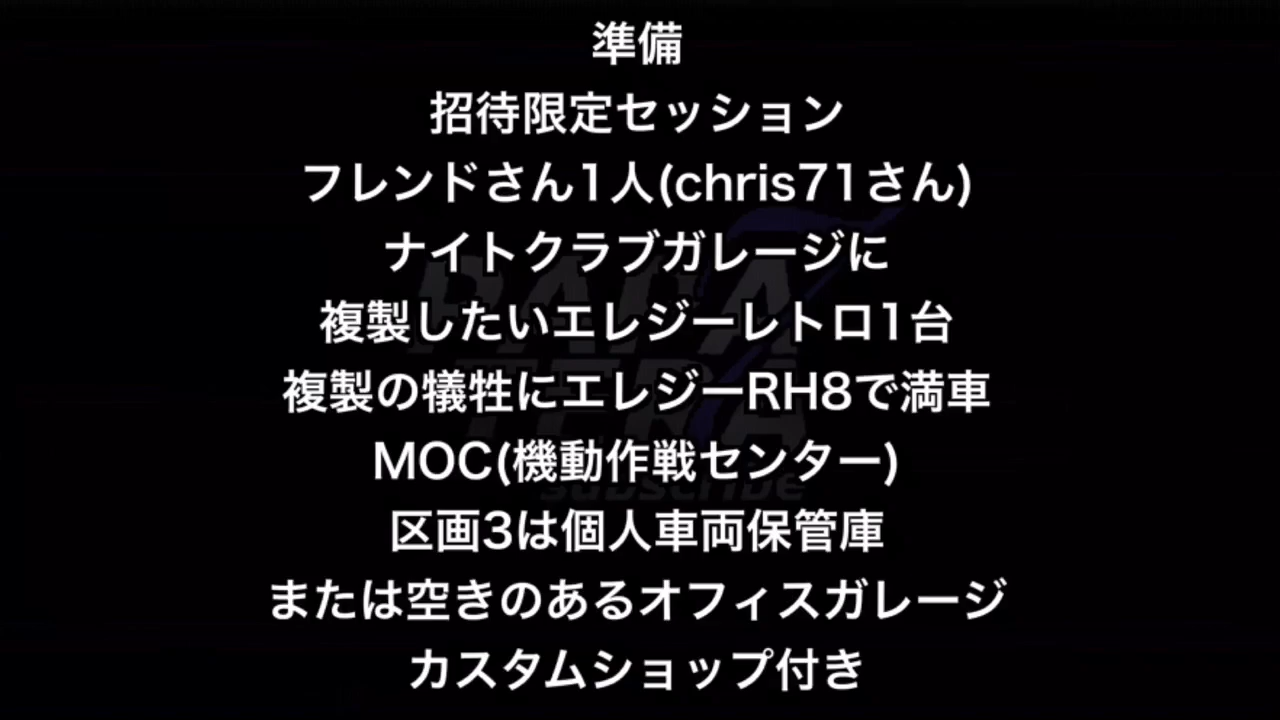 準備
招待限定セッション
フレンドさん1人(chris71さん)
ナイトクラブガレージに
複製したいエレジーレトロ1台
複製の犠牲にエレジーRH8で満車
MOC(機動作戦センター)
区画3は個人車両保管庫
または空きのあるオフィスガレージ
カスタムショップ付き
PAPA
TERA
SUBSCRIBE